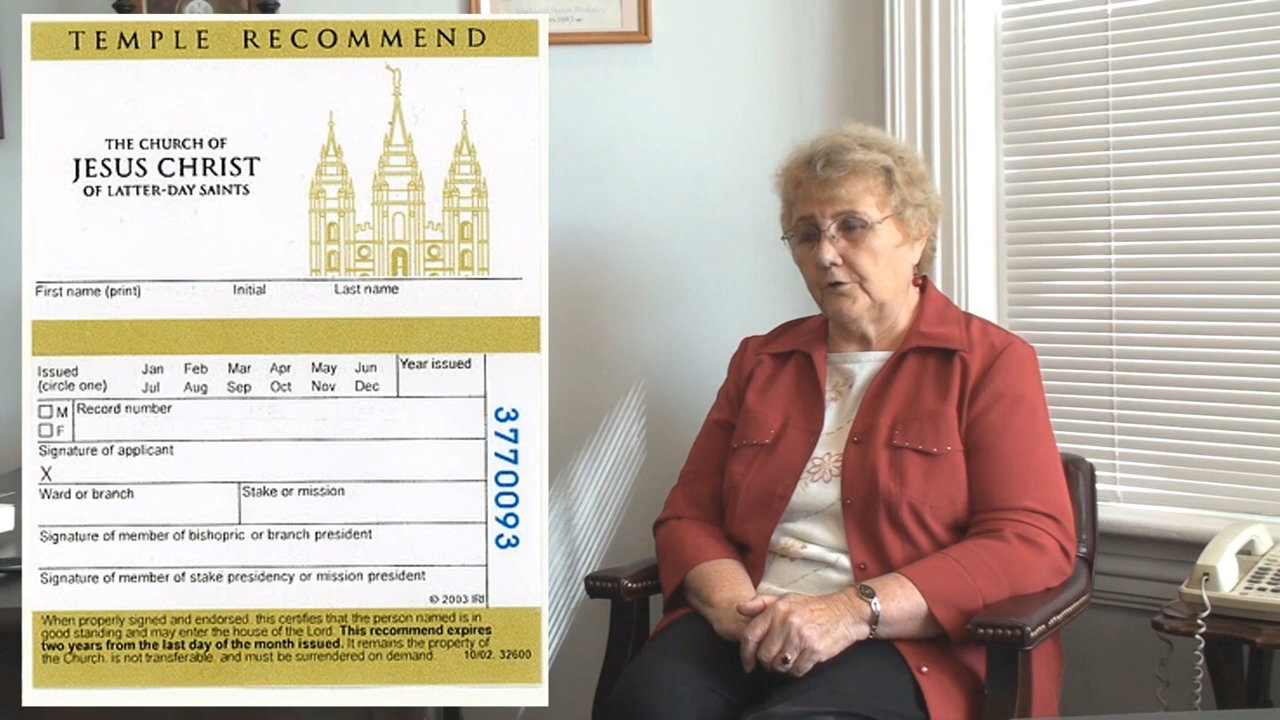 TEMPLE RECOMMEND
THE CHURCH OF
JESUS CHRIST
OF LATTER-DAY SAINTS
First name (print) Initial Last name
Issued (circle one) Jan Feb Mar Apr May Jun Year issued
Jul Aug Sep Oct Nov Dec
M Record number
F
Signature of applicant
X
Ward or branch Stake or mission
Signature of member of bishopric or branch president
Signature of member of stake presidency or mission president
© 2003 IRI
3770093
When properly signed and endorsed, this certifies that the person named is in
good standing and may enter the house of the Lord. This recommend expires
two years from the last day of the month issued. It remains the property of
the Church, is not transferable, and must be surrendered on demand. 10/02. 32600